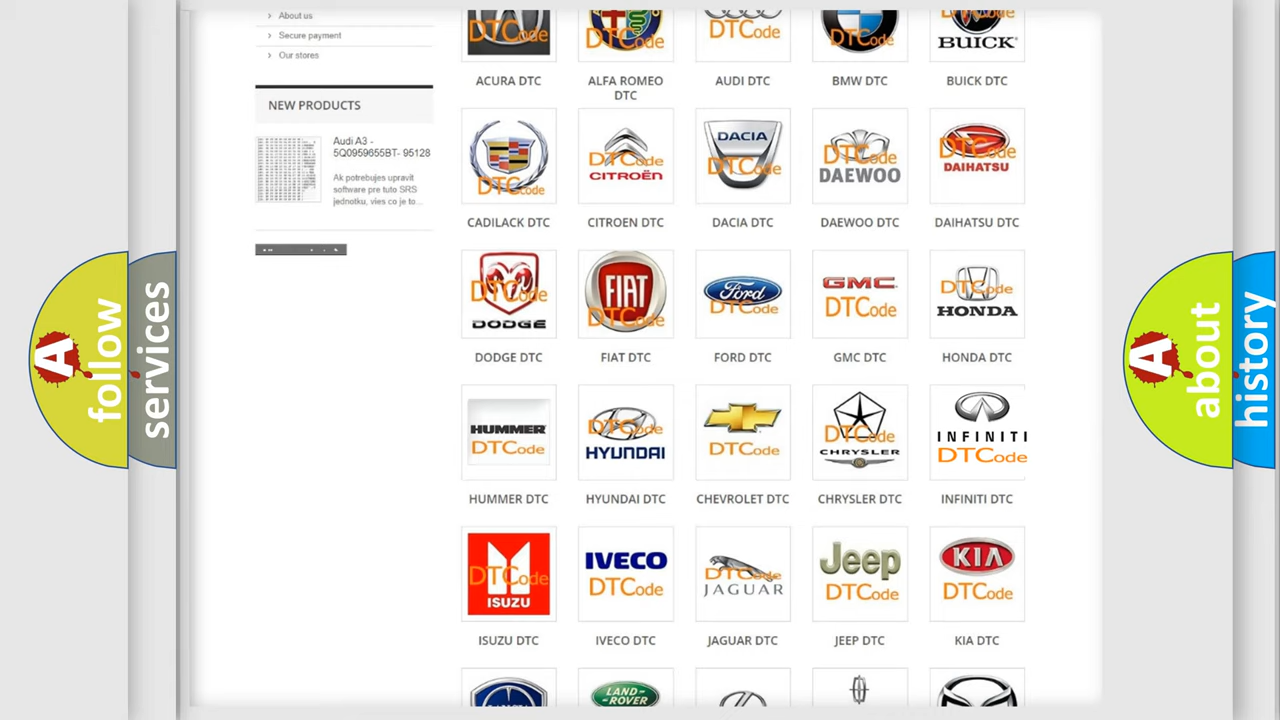 About us
Secure payment
Our stores
NEW PRODUCTS
Audi A3 -
5Q0959655BT- 95128
Ak potrebujes upravit
software pre tuto SRS
jednotku, vies co je to...
DTCode
DTCode
DTCode
DTCode
BUICK
ACURA DTC
ALFA ROMEO
DTC
AUDI DTC
BMW DTC
BUICK DTC
DTCode
DTCode
CITROËN
DACIA
DTCode
DTCode
DAEWOO
DTCode
DAIHATSU
CADILACK DTC
CITROEN DTC
DACIA DTC
DAEWOO DTC
DAIHATSU DTC
DTCode
DODGE
FIAT
DTCode
Ford
DTCode
GMC
DTCode
DTCode
HONDA
DODGE DTC
FIAT DTC
FORD DTC
GMC DTC
HONDA DTC
HUMMER
DTCode
DTCode
HYUNDAI
DTCode
DTCode
CHRYSLER
INFINITI
DTCode
HUMMER DTC
HYUNDAI DTC
CHEVROLET DTC
CHRYSLER DTC
INFINITI DTC
DTCode
ISUZU
IVECO
DTCode
DTCode
JAGUAR
Jeep
DTCode
KIA
DTCode
ISUZU DTC
IVECO DTC
JAGUAR DTC
JEEP DTC
KIA DTC
LAND-
ROVER
A follow
services
A about
history